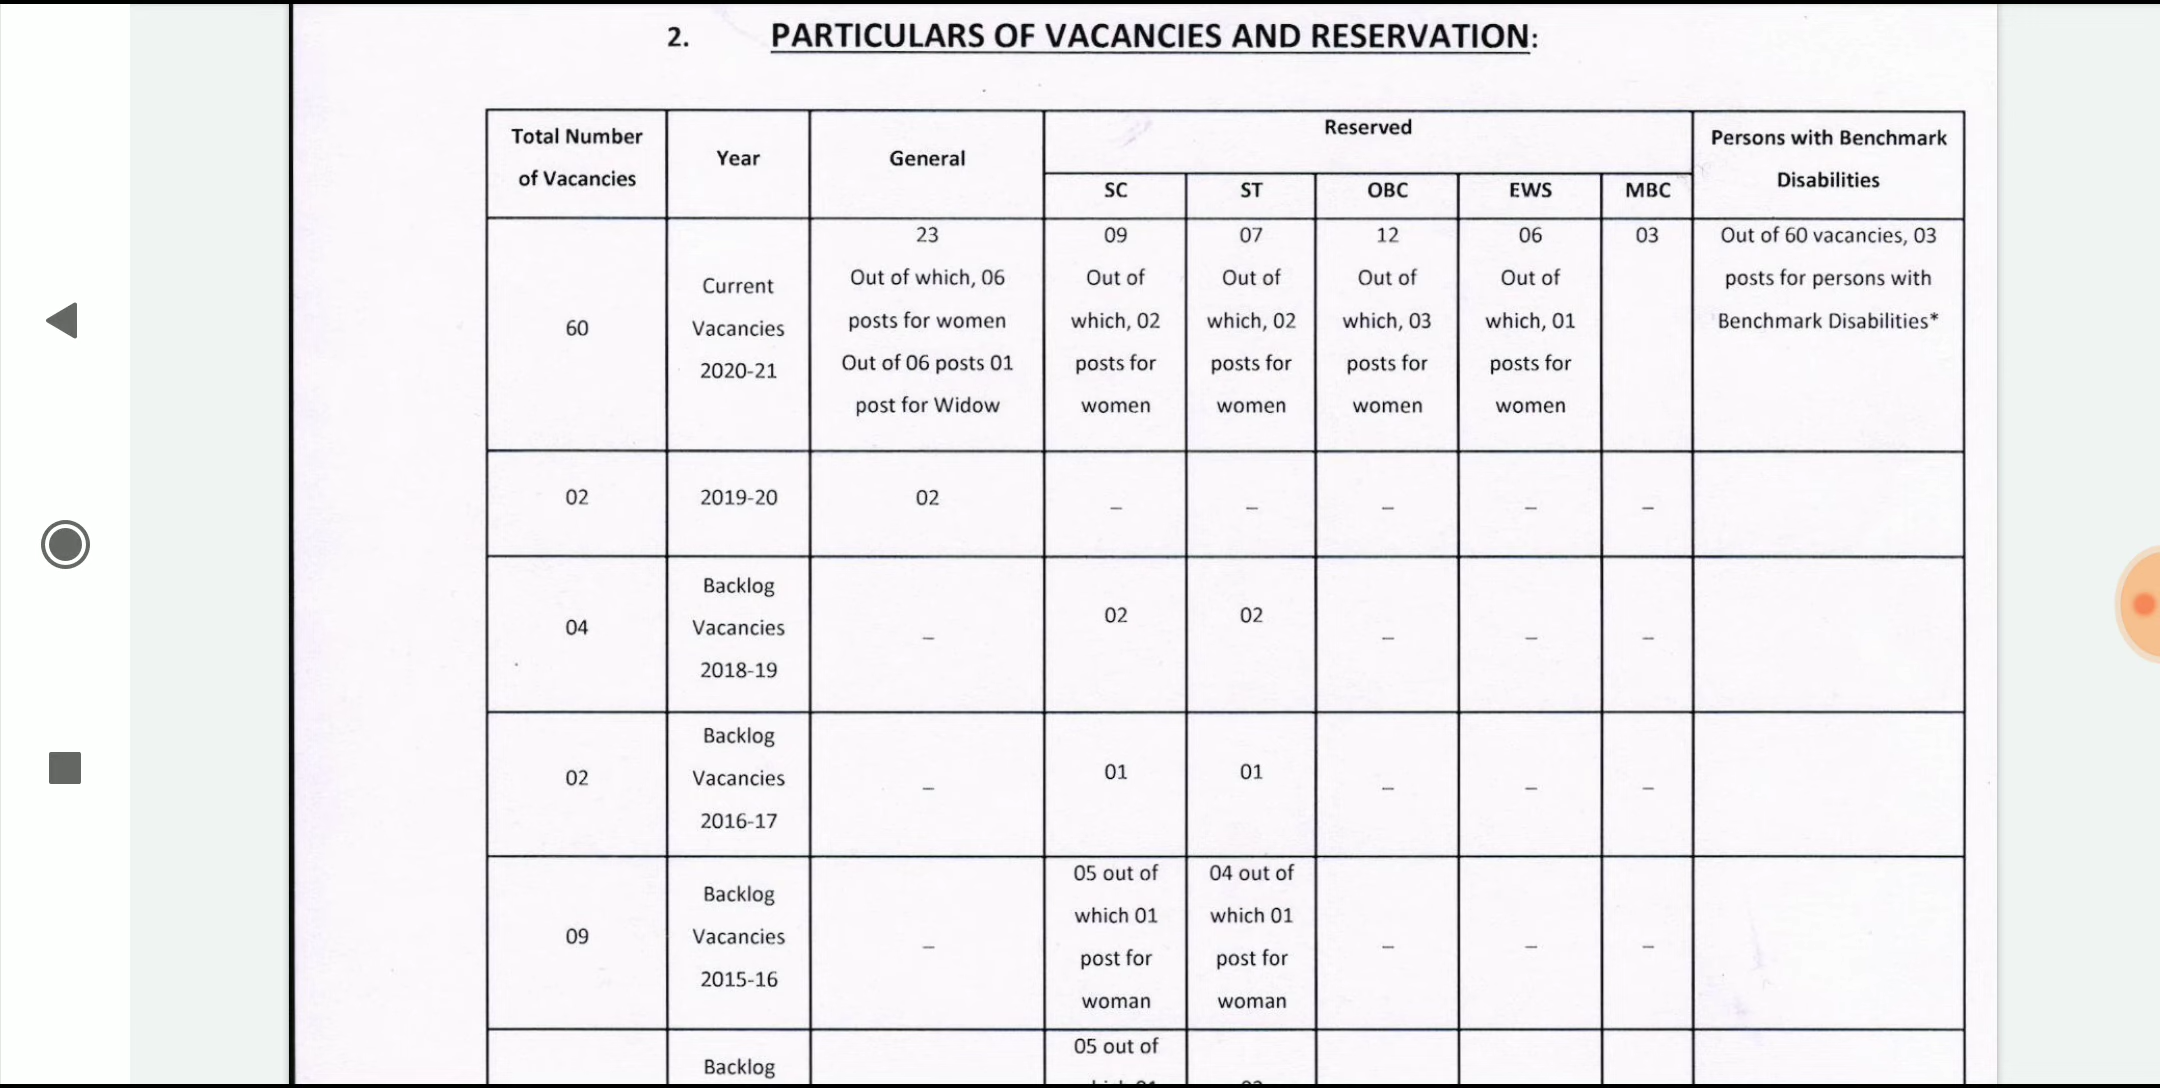 2. PARTICULARS OF VACANCIES AND RESERVATION:
Total Number
of Vacancies
Year
General
Reserved
SC
ST
OBC
EWS
MBC
Persons with Benchmark
Disabilities
60
Current
Vacancies
2020-21
23
Out of which, 06
posts for women
Out of 06 posts 01
post for Widow
09
Out of
which, 02
posts for
women
07
Out of
which, 02
posts for
women
12
Out of
which, 03
posts for
women
06
Out of
which, 01
posts for
women
03
Out of 60 vacancies, 03
posts for persons with
Benchmark Disabilities*
02
2019-20
02
–
–
–
–
–
04
Backlog
Vacancies
2018-19
–
02
02
–
–
–
02
Backlog
Vacancies
2016-17
–
01
01
–
–
–
09
Backlog
Vacancies
2015-16
–
05 out of
which 01
post for
woman
04 out of
which 01
post for
woman
–
–
–
Backlog
05 out of